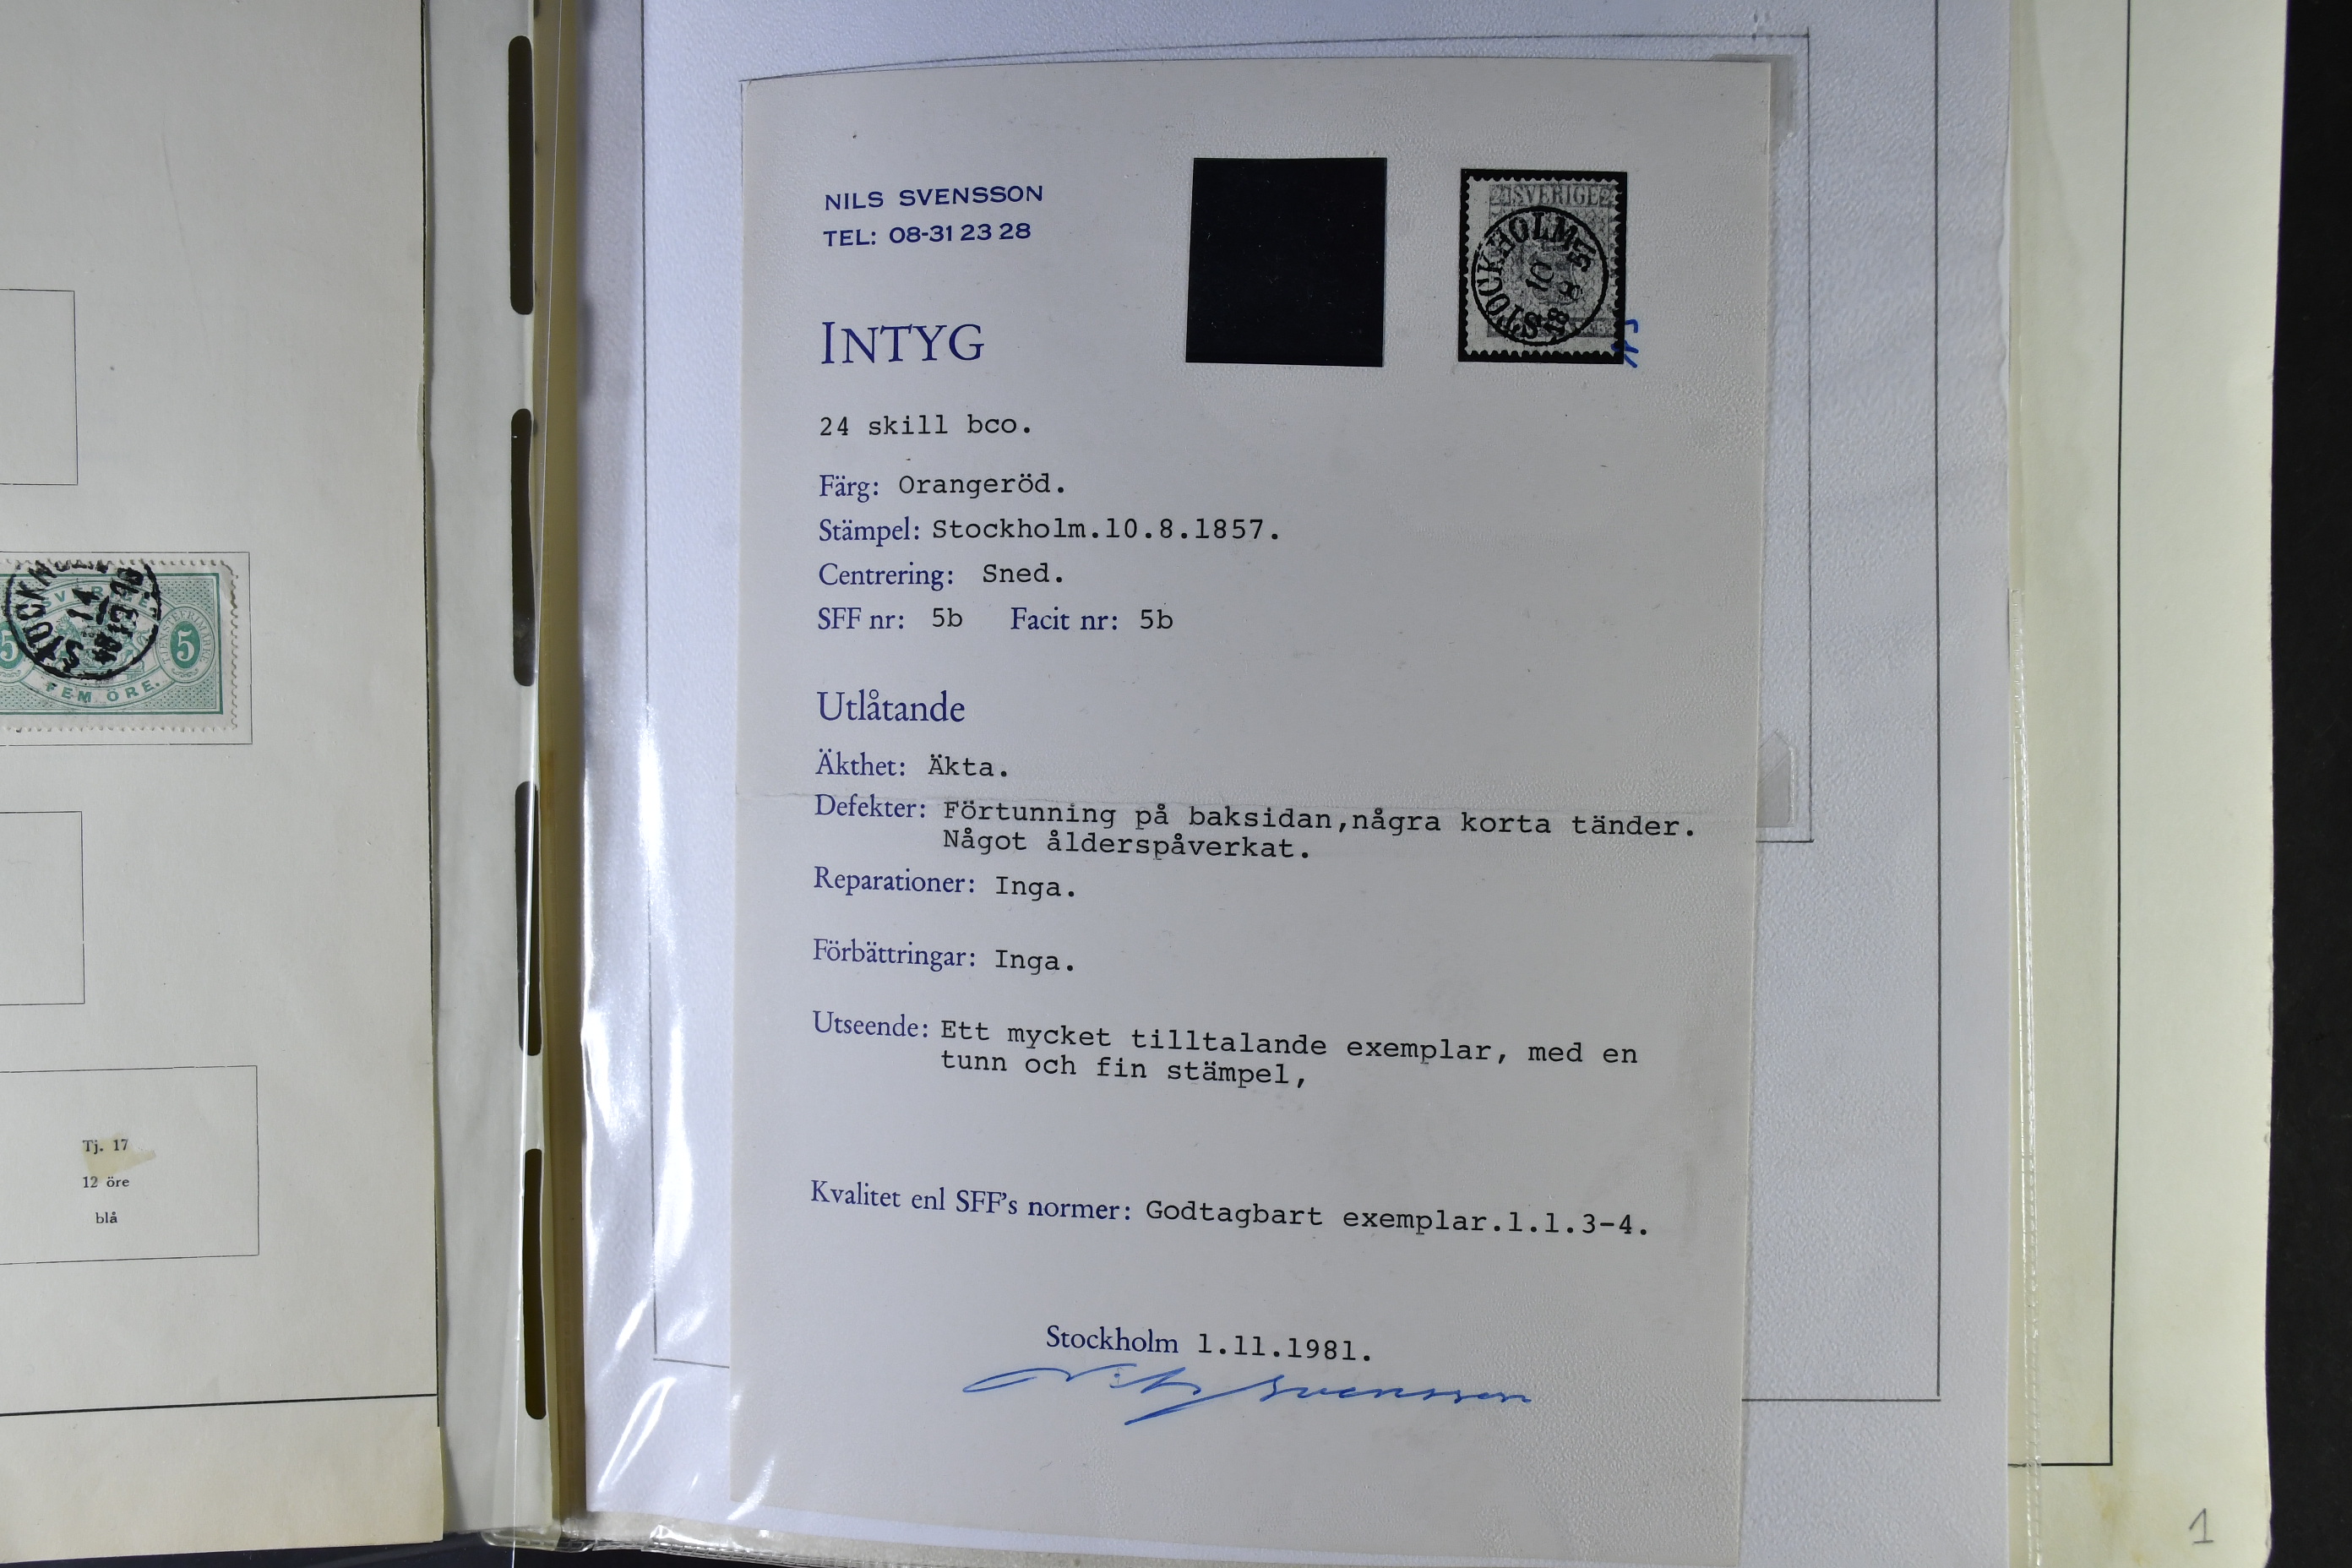 NILS SVENSSON
TEL: 08-31 23 28
SVERIGE
STOCKHOLM
10
8
INTYG
24 skill bco.
Färg: Orangeröd.
Stämpel: Stockholm.10.8.1857.
Centrering: Sned.
SFF nr: 5b Facit nr: 5b
Utlåtande
Äkthet: Äkta.
Defekter: Förtunning på baksidan,några korta tänder.
Något ålderspåverkat.
Reparationer: Inga.
Förbättringar: Inga.
Utseende: Ett mycket tilltalande exemplar, med en
tunn och fin stämpel,
Kvalitet enl SFF's normer: Godtagbart exemplar.1.1.3-4.
Stockholm 1.11.1981.
Nils Svensson
5
FEM ÖRE.
Tj. 17
12 öre
blå
1